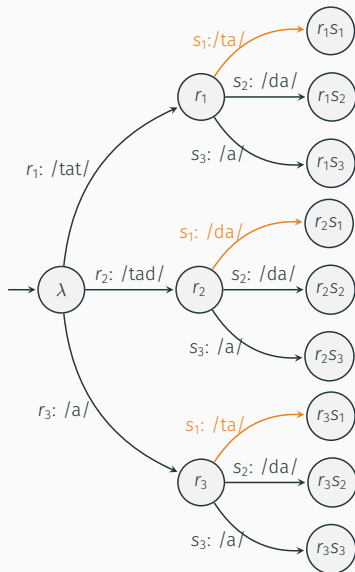 r₁s₁
s₁:/ta/
r₁
s₂: /da/
r₁s₂
s₃: /a/
r₁s₃
r₁: /tat/
r₂s₁
s₁: /da/
λ
r₂: /tad/
r₂
s₂: /da/
r₂s₂
s₃: /a/
r₂s₃
r₃: /a/
r₃s₁
s₁: /ta/
r₃
s₂: /da/
r₃s₂
s₃: /a/
r₃s₃